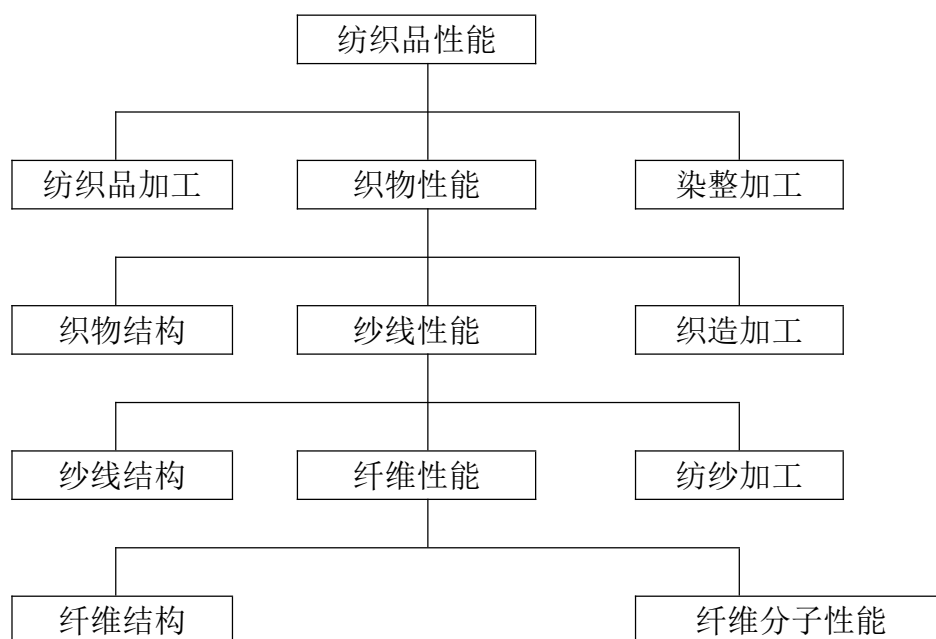 纺织品性能
纺织品加工
织物性能
染整加工
织物结构
纱线性能
织造加工
纱线结构
纤维性能
纺纱加工
纤维结构
纤维分子性能